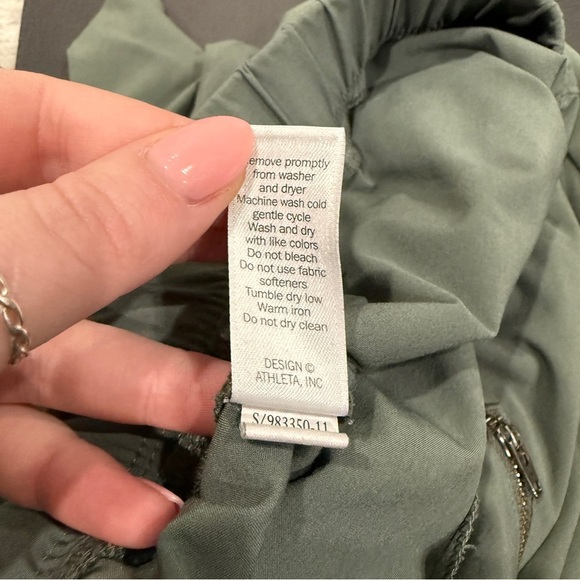 emove promptly
from washer
and dryer
Machine wash cold
gentle cycle
Wash and dry
with like colors
Do not bleach
Do not use fabric
softeners
Tumble dry low
Warm iron
Do not dry clean
DESIGN ©
ATHLETA, INC
S/983350-11